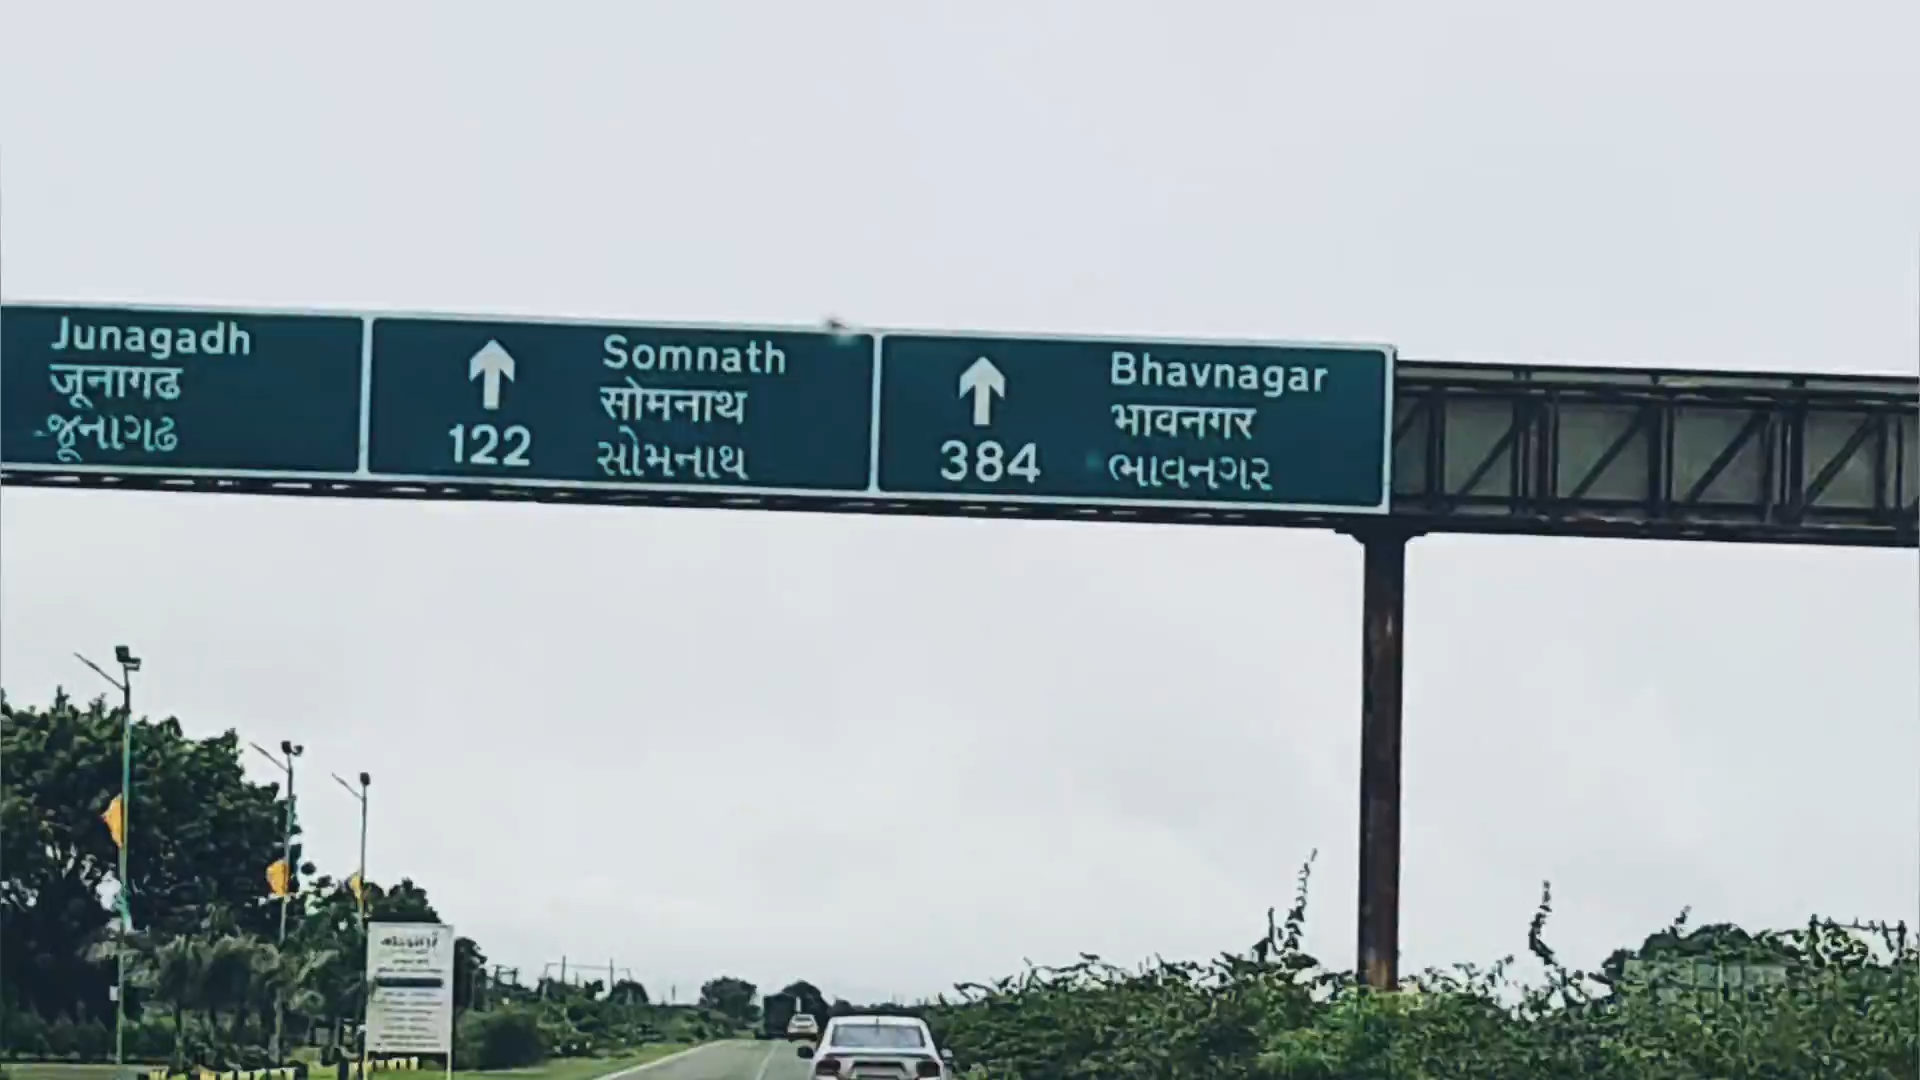 Junagadh
जूनागढ
જૂનાગઢ
Somnath
सोमनाथ
122 સોમનાથ
Bhavnagar
भावनगर
384 ભાવનગર